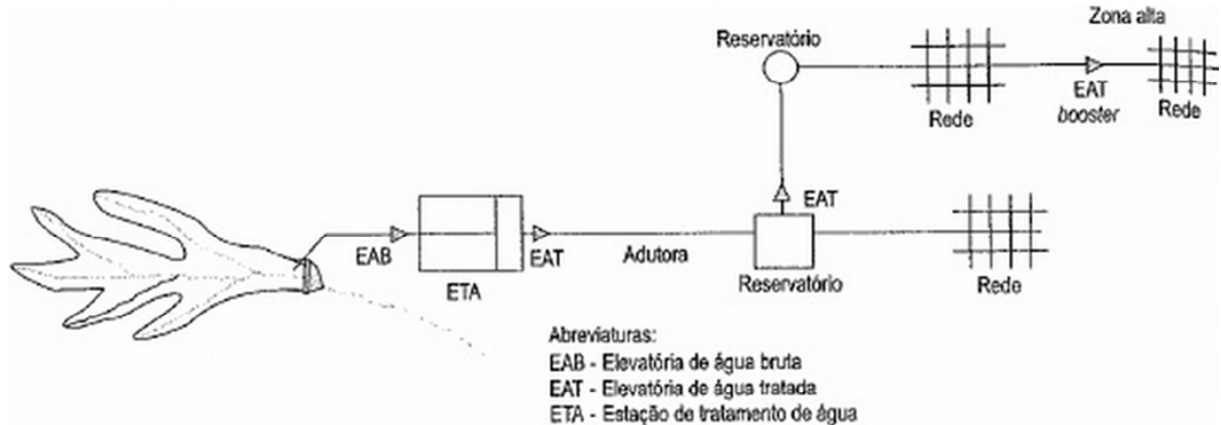 Zona alta
Reservatório
EAT
booster
Rede
Rede
EAT
EAB
EAT
Adutora
ETA
Reservatório
Rede
Abreviaturas:
EAB - Elevatória de água bruta
EAT - Elevatória de água tratada
ETA - Estação de tratamento de água